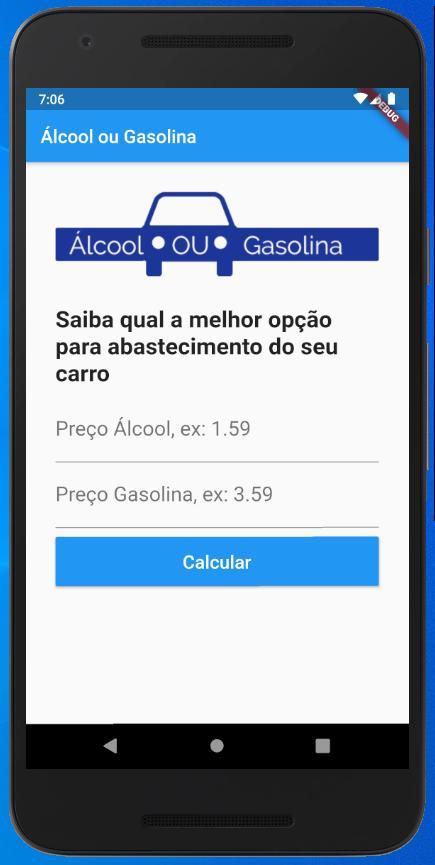 7:06
DEBUG
Álcool ou Gasolina
Álcool OU Gasolina
Saiba qual a melhor opção
para abastecimento do seu
carro
Preço Álcool, ex: 1.59
Preço Gasolina, ex: 3.59
Calcular